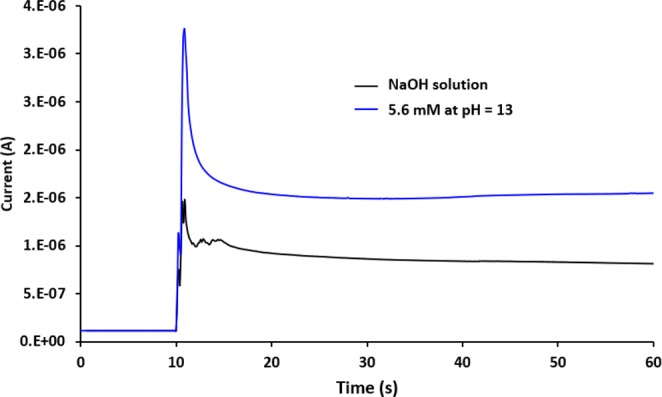 4.E-06
3.E-06
3.E-06
2.E-06
2.E-06
1.E-06
5.E-07
0.E+00
Current (A)
NaOH solution
5.6 mM at pH = 13
0 10 20 30 40 50 60
Time (s)